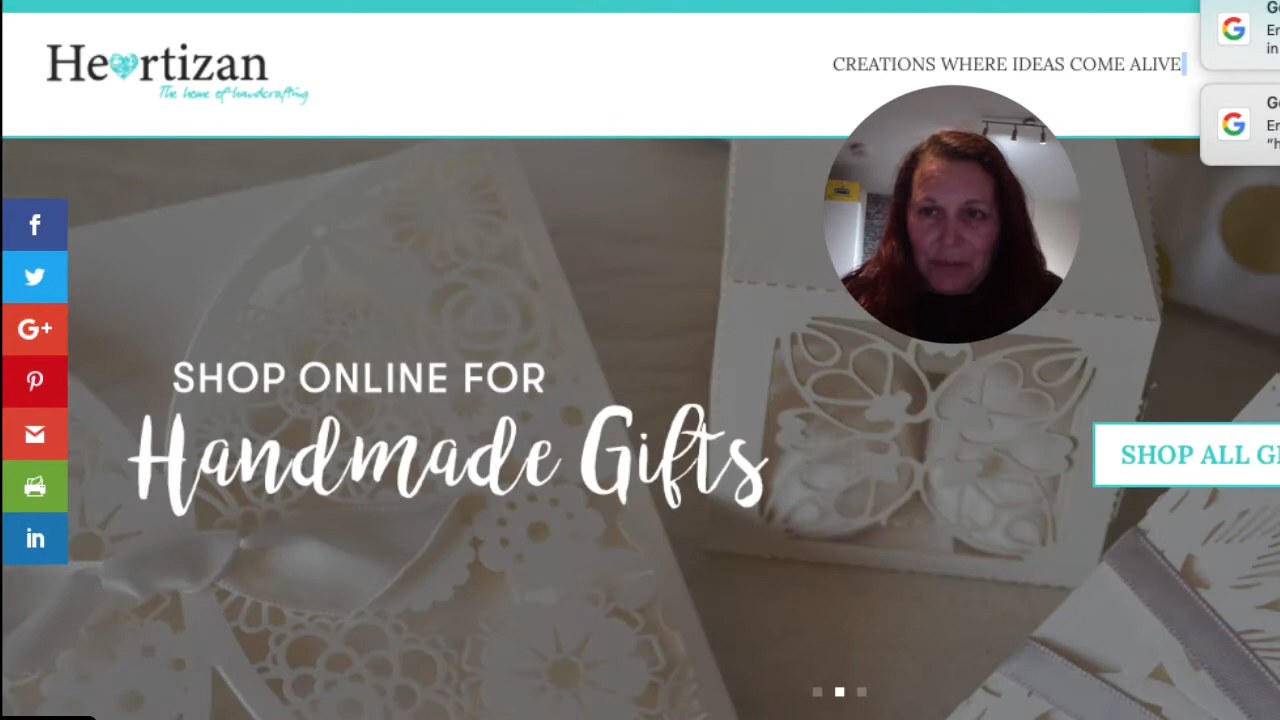 Heartizan
The home of handcrafting
CREATIONS WHERE IDEAS COME ALIVE
SHOP ONLINE FOR
Handmade Gifts
SHOP ALL